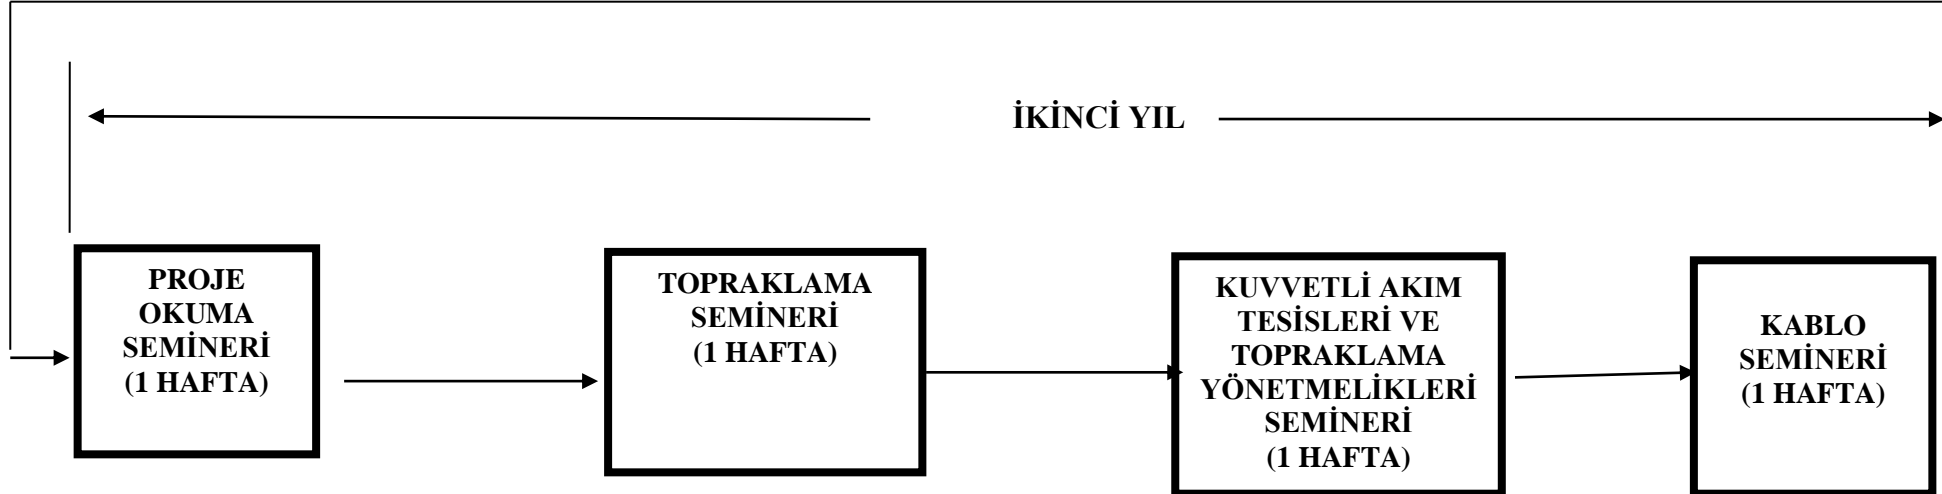 İKİNCİ YIL
PROJE
OKUMA
SEMİNERİ
(1 HAFTA)
TOPRAKLAMA
SEMİNERİ
(1 HAFTA)
KUVVETLİ AKIM
TESİSLERİ VE
TOPRAKLAMA
YÖNETMELİKLERİ
SEMİNERİ
(1 HAFTA)
KABLO
SEMİNERİ
(1 HAFTA)